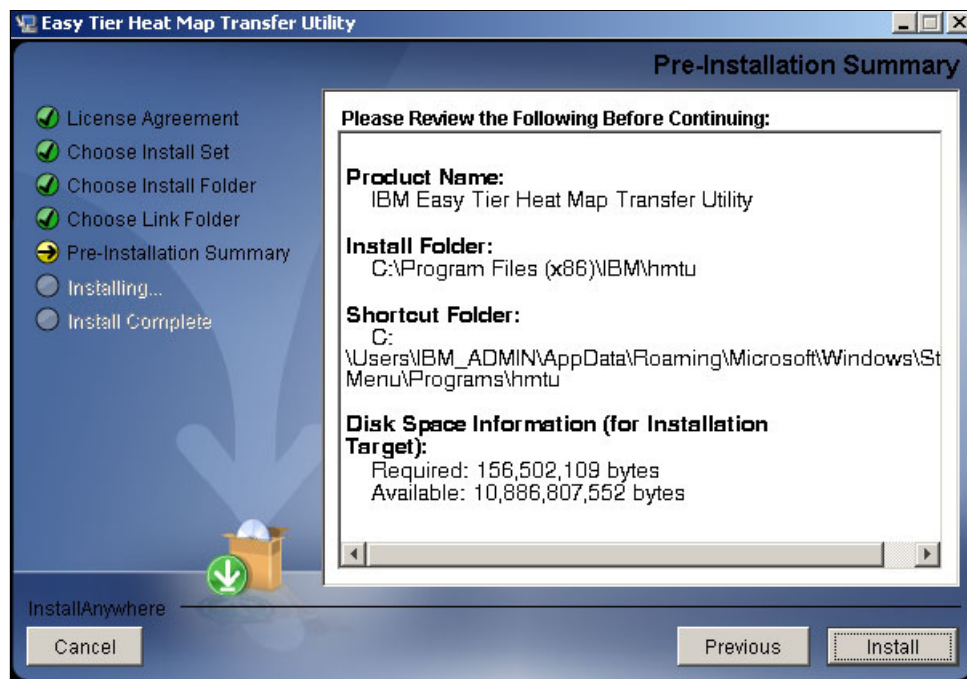 Easy Tier Heat Map Transfer Utility
Pre-Installation Summary
License Agreement
Choose Install Set
Choose Install Folder
Choose Link Folder
Pre-Installation Summary
Installing...
Install Complete
Please Review the Following Before Continuing:
Product Name:
IBM Easy Tier Heat Map Transfer Utility
Install Folder:
C:\Program Files (x86)\IBM\hmtu
Shortcut Folder:
C:
\Users\IBM_ADMIN\AppData\Roaming\Microsoft\Windows\St
Menu\Programs\hmtu
Disk Space Information (for Installation
Target):
Required: 156,502,109 bytes
Available: 10,886,807,552 bytes
InstallAnywhere
Cancel
Previous
Install